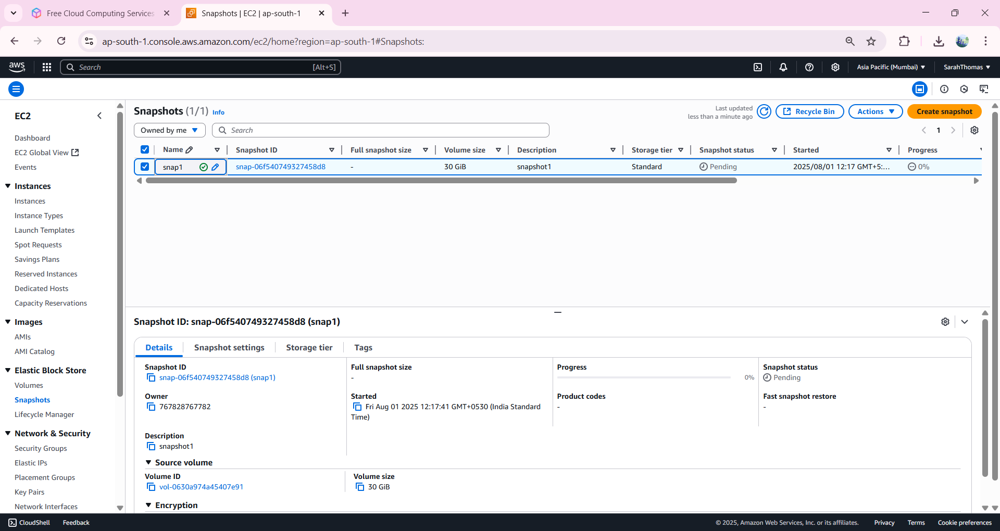 Free Cloud Computing Services
Snapshots | EC2 | ap-south-1
ap-south-1.console.aws.amazon.com/ec2/home?region=ap-south-1#Snapshots:
aws
Search [Alt+S]
Asia Pacific (Mumbai)
SarahThomas
EC2
Dashboard
EC2 Global View
Events
Instances
Instances
Instance Types
Launch Templates
Spot Requests
Savings Plans
Reserved Instances
Dedicated Hosts
Capacity Reservations
Images
AMIs
AMI Catalog
Elastic Block Store
Volumes
Snapshots
Lifecycle Manager
Network & Security
Security Groups
Elastic IPs
Placement Groups
Key Pairs
Network Interfaces
Snapshots (1/1) Info
Last updated
less than a minute ago
Recycle Bin
Actions
Create snapshot
Owned by me
Search
1
Name Snapshot ID Full snapshot size Volume size Description Storage tier Snapshot status Started Progress
snap1 snap-06f540749327458d8 - 30 GiB snapshot1 Standard Pending 2025/08/01 12:17 GMT+5:... 0%
Snapshot ID: snap-06f540749327458d8 (snap1)
Details Snapshot settings Storage tier Tags
Snapshot ID
snap-06f540749327458d8 (snap1)
Full snapshot size
-
Progress
0%
Snapshot status
Pending
Owner
767828767782
Started
Fri Aug 01 2025 12:17:41 GMT+0530 (India Standard
Time)
Product codes
-
Fast snapshot restore
-
Description
snapshot1
Source volume
Volume ID
vol-0630a974a45407e91
Volume size
30 GiB
Encryption
CloudShell Feedback © 2025, Amazon Web Services, Inc. or its affiliates. Privacy Terms Cookie preferences